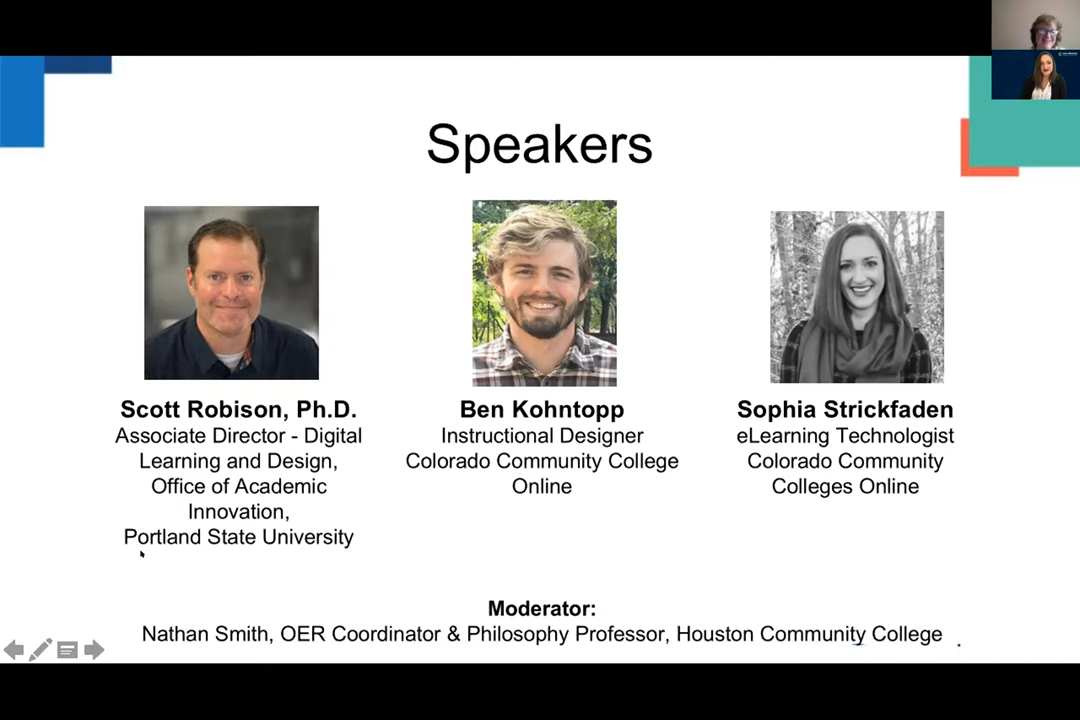 Speakers
Scott Robison, Ph.D.
Associate Director - Digital
Learning and Design,
Office of Academic
Innovation,
Portland State University
Ben Kohntopp
Instructional Designer
Colorado Community College
Online
Sophia Strickfaden
eLearning Technologist
Colorado Community
Colleges Online
Moderator:
Nathan Smith, OER Coordinator & Philosophy Professor, Houston Community College